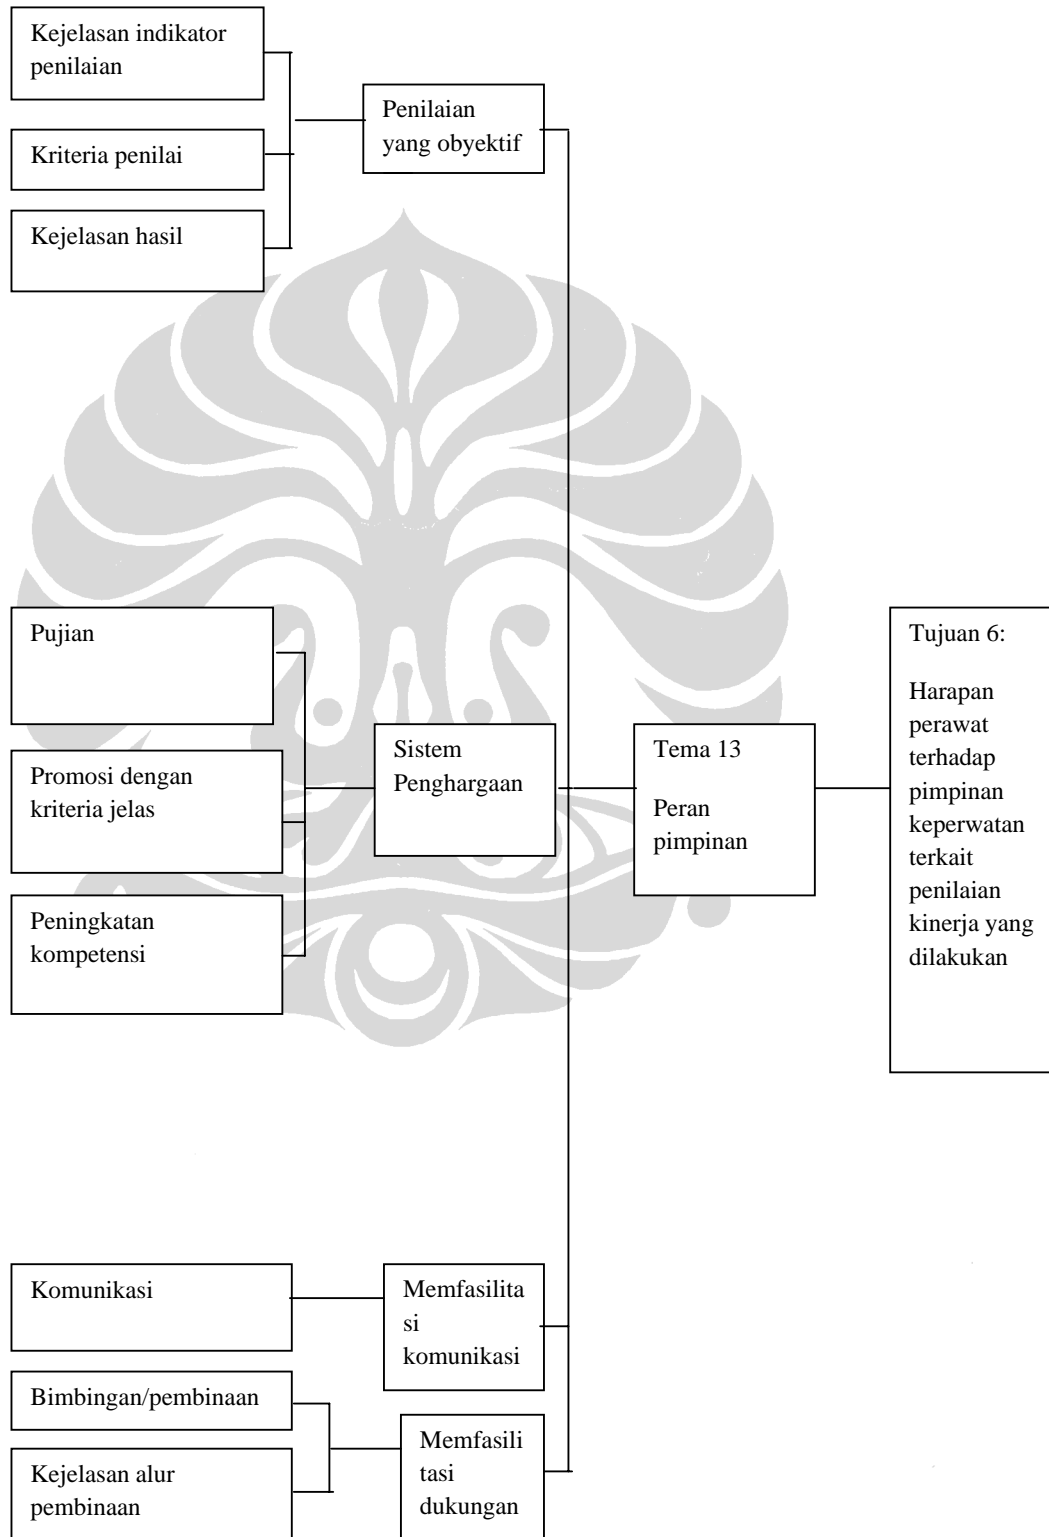 Kejelasan indikator
penilaian
Kriteria penilai
Kejelasan hasil
Penilaian
yang obyektif
Pujian
Promosi dengan
kriteria jelas
Peningkatan
kompetensi
Sistem
Penghargaan
Tema 13
Peran
pimpinan
Tujuan 6:
Harapan
perawat
terhadap
pimpinan
keperwatan
terkait
penilaian
kinerja yang
dilakukan
Komunikasi
Memfasilita
si
komunikasi
Bimbingan/pembinaan
Kejelasan alur
pembinaan
Memfasili
tasi
dukungan